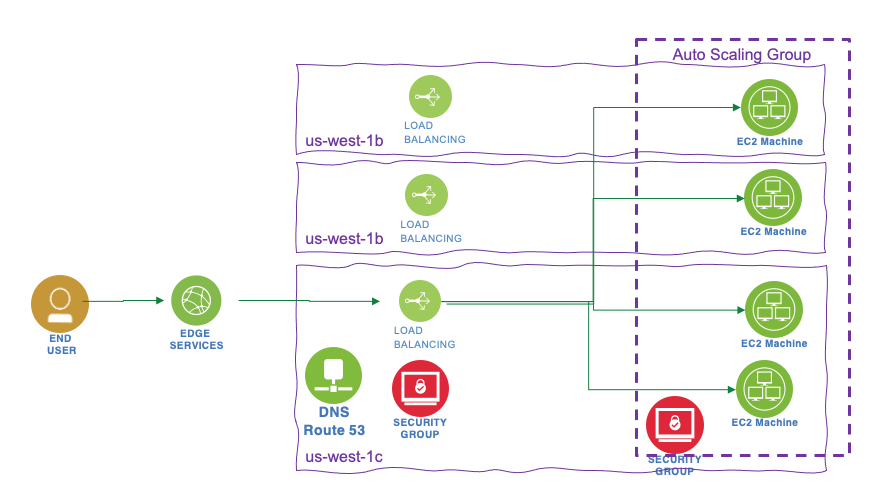 Auto Scaling Group
LOAD
BALANCING
us-west-1b
EC2 Machine
LOAD
BALANCING
us-west-1b
EC2 Machine
END
USER
EDGE
SERVICES
LOAD
BALANCING
EC2 Machine
DNS
Route 53
SECURITY
GROUP
EC2 Machine
us-west-1c
SECURITY
GROUP